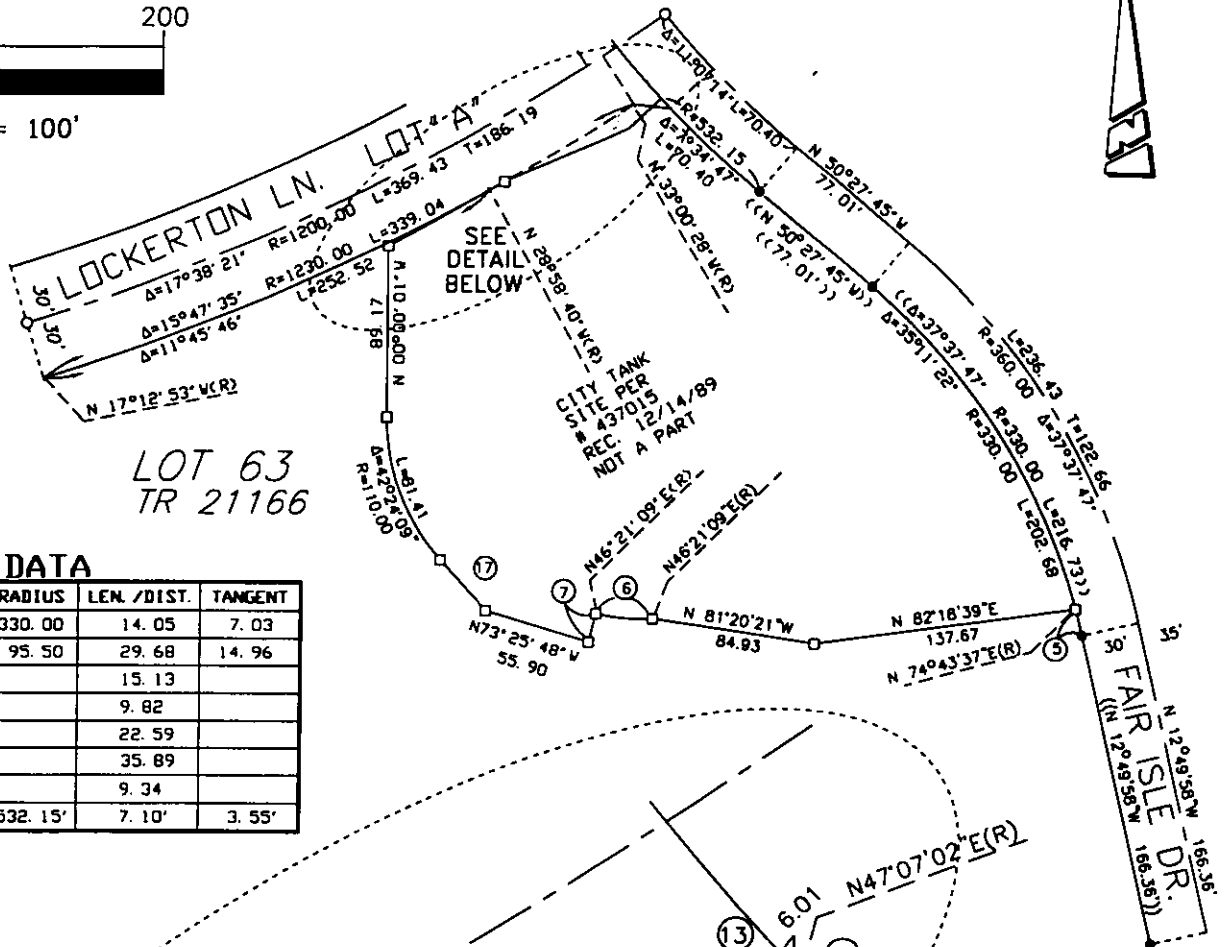 200
= 100'
LOCKERTON LN. LOT "A"
Δ=17°38'21" R=1200.00 L=369.43 T=186.19
Δ=15°47'35" R=1230.00 L=339.04
Δ=11°45'46" L=252.52
30' 30'
N 17°12'53" W(R)
N 00°00'01" W
71.68
SEE
DETAIL
BELOW
N 28°58'40" W(R)
N 33°00'28" W(R)
L=70.40
R=532.15
Δ=7°34'47"
L=70.40
N 50°27'45" W
77.01'
((N 50°27'45" W))
((77.01'))
L=236.43 T=122.66
R=360.00 Δ=37°37'47"
((Δ=37°37'47" R=330.00 L=216.73))
Δ=35°11'22" R=330.00 L=202.68
CITY TANK
SITE PER
# 437015
REC. 12/14/89
NOT A PART
LOT 63
TR 21166
L=81.41
Δ=42°24'09"
R=110.00
17
7
6
N46°21'09"E(R)
N46°21'09"E(R)
N73°25'48"W
55.90
N 81°20'21"W
84.93
N 82°18'39"E
137.67
N 74°43'37"E(R)
5
30' 35'
FAIR ISLE DR.
N 12°49'58"W 166.36'
((N 12°49'58"W 166.36'))
DATA
RADIUS LEN. /DIST. TANGENT
330.00 14.05 7.03
95.50 29.68 14.96
15.13
9.82
22.59
35.89
9.34
532.15' 7.10' 3.55'
13
6.01
N47°07'02"E(R)